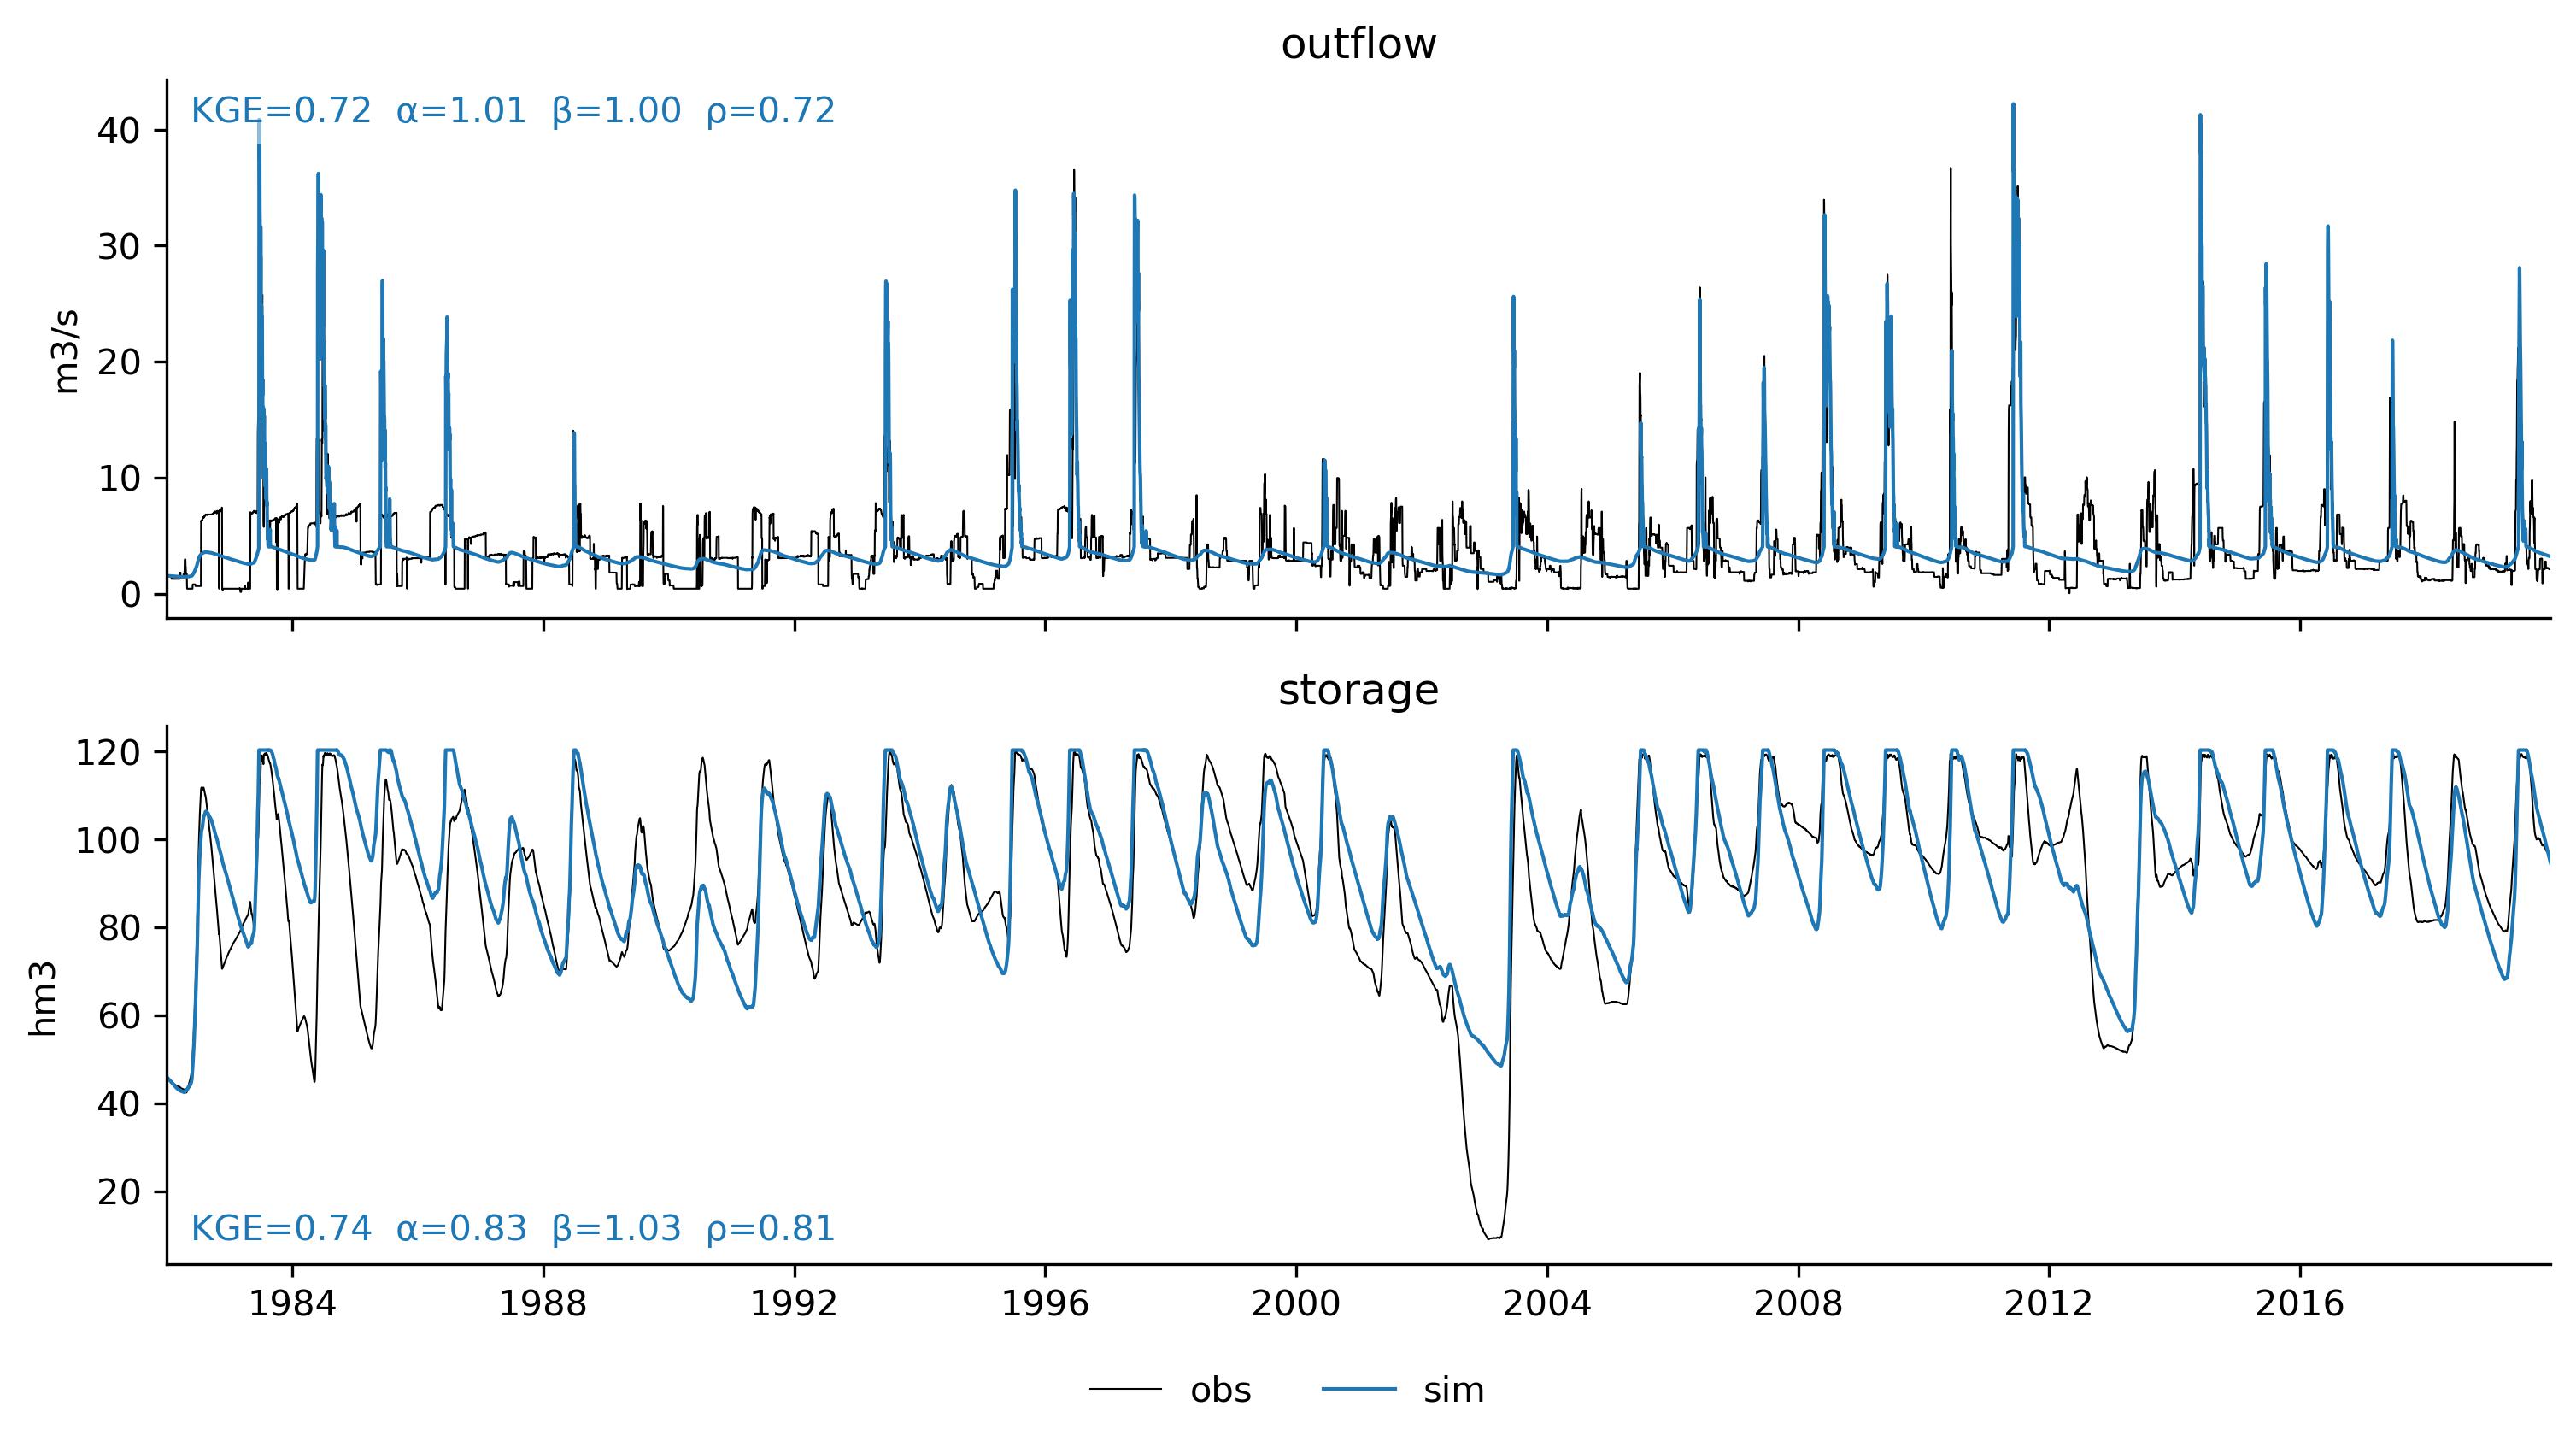 outflow
KGE=0.72 α=1.01 β=1.00 ρ=0.72
40
30
20
10
0
m3/s
storage
120
100
80
60
40
20
hm3
KGE=0.74 α=0.83 β=1.03 ρ=0.81
1984 1988 1992 1996 2000 2004 2008 2012 2016
obs sim